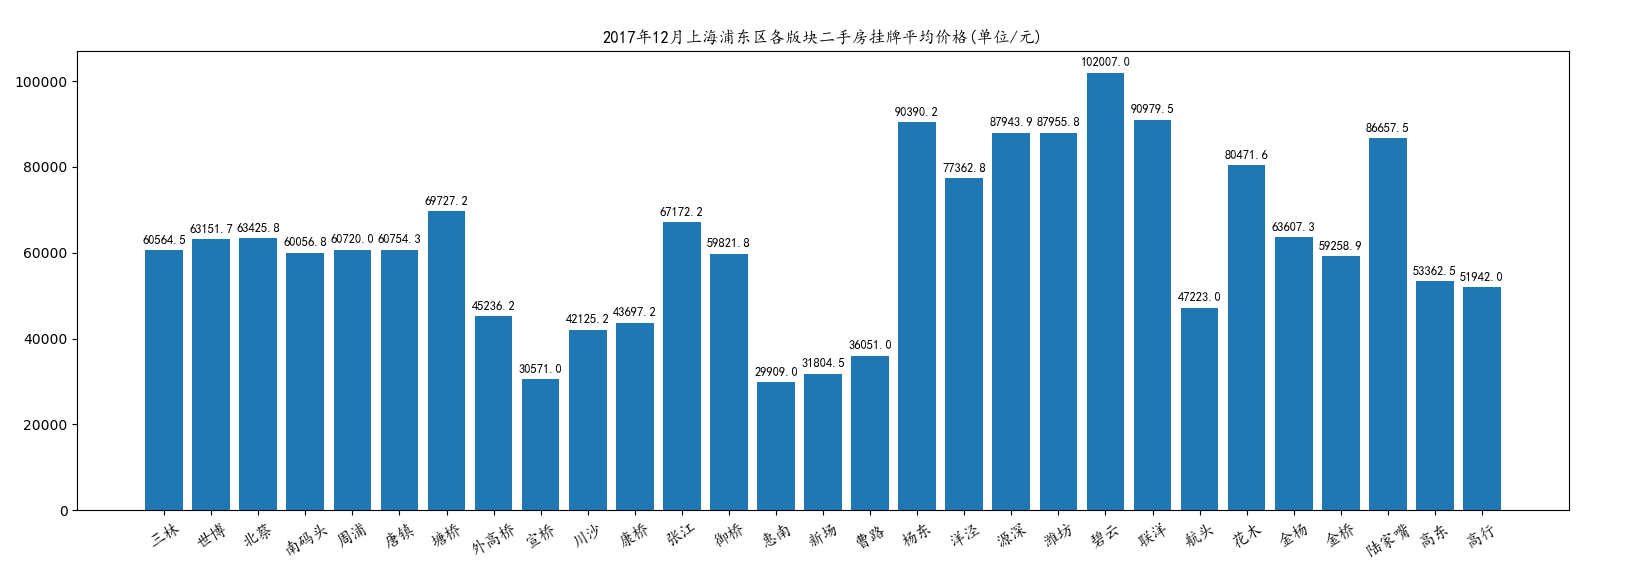 2017年12月上海浦东区各版块二手房挂牌平均价格(单位/元)
100000
80000
60000
40000
20000
0
60564.5
63151.7
63425.8
60056.8
60720.0
60754.3
69727.2
45236.2
30571.0
42125.2
43697.2
67172.2
59821.8
29909.0
31804.5
36051.0
90390.2
77362.8
87943.9
87955.8
102007.0
90979.5
47223.0
80471.6
63607.3
59258.9
86657.5
53362.5
51942.0
三林
世博
北蔡
南码头
周浦
唐镇
塘桥
外高桥
宣桥
川沙
康桥
张江
御桥
惠南
新场
曹路
杨东
洋泾
源深
潍坊
碧云
联洋
航头
花木
金杨
金桥
陆家嘴
高东
高行